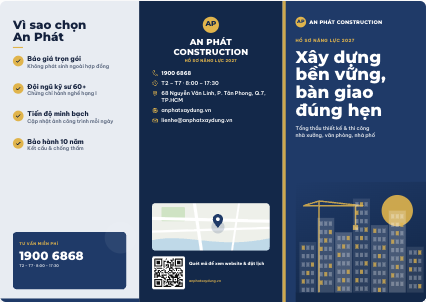 Vì sao chọn
An Phát
Báo giá trọn gói
Không phát sinh ngoài hợp đồng
Đội ngũ kỹ sư 60+
Chứng chỉ hành nghề hạng I
Tiến độ minh bạch
Cập nhật ảnh công trình mỗi ngày
Bảo hành 10 năm
Kết cấu & chống thấm
TƯ VẤN MIỄN PHÍ
1900 6868
T2 – T7 · 8:00 – 17:30
AP
AN PHÁT
CONSTRUCTION
HỒ SƠ NĂNG LỰC 2027
1900 6868
T2 – T7 · 8:00 – 17:30
68 Nguyễn Văn Linh, P. Tân Phong, Q.7,
TP.HCM
anphatxaydung.vn
lienhe@anphatxaydung.vn
Quét mã để xem website & đặt lịch
anphatxaydung.vn
AP AN PHÁT CONSTRUCTION
HỒ SƠ NĂNG LỰC 2027
Xây dựng
bền vững,
bàn giao
đúng hẹn
Tổng thầu thiết kế & thi công
nhà xưởng, văn phòng, nhà phố